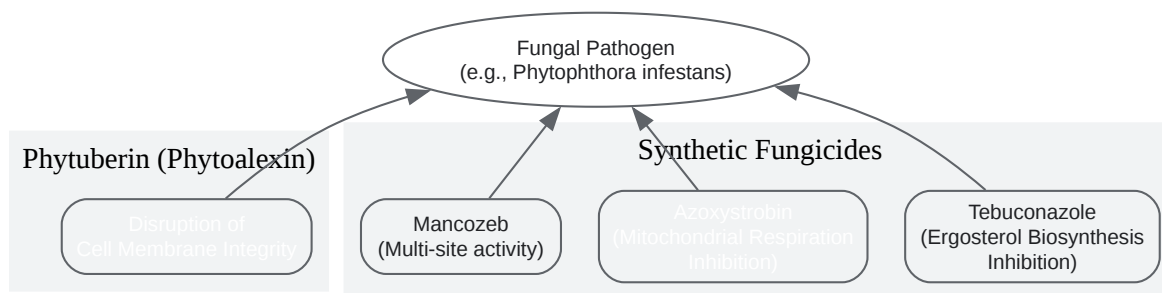 Fungal Pathogen
(e.g., Phytophthora infestans)
Phytuberin (Phytoalexin)
Synthetic Fungicides
Disruption of
Cell Membrane Integrity
Mancozeb
(Multi-site activity)
Azoxystrobin
(Mitochondrial Respiration
Inhibition)
Tebuconazole
(Ergosterol Biosynthesis
Inhibition)